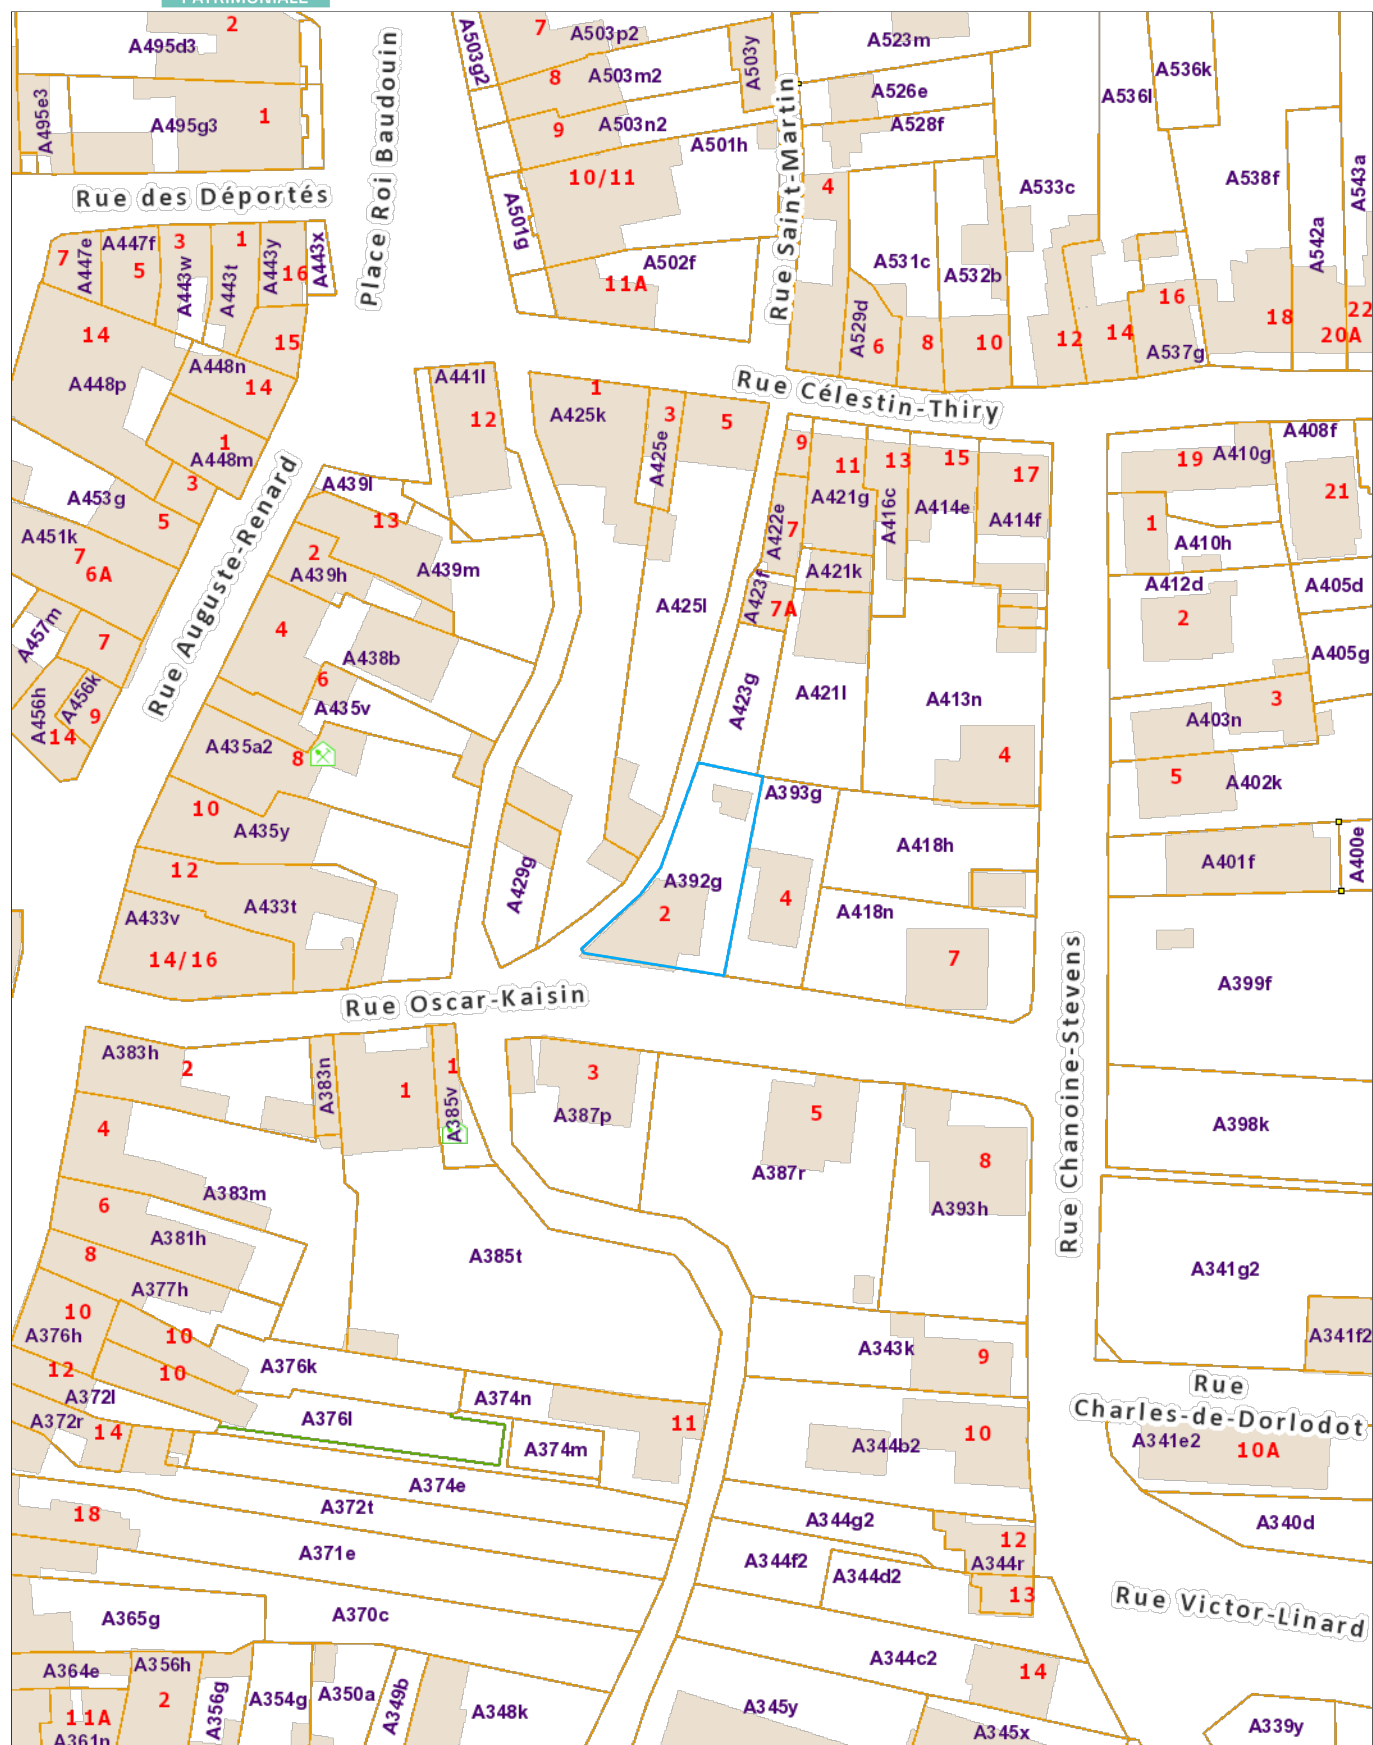 PATRIMONIALE
A495d3
2
A495e3
A495g3
1
Place Roi Baudouin
A503g2
7
A503p2
8
A503m2
9
A503n2
A503y
A501h
10/11
A501g
A502f
11A
Rue Saint-Martin
A523m
A526e
A528f
4
A531c
A532b
A529d
6
8
10
A533c
A536l
A536k
A538f
A542a
A543a
12
14
16
A537g
18
20A
22
Rue des Déportés
7
A447e
A447f
5
3
A443w
1
A443t
A443y
16
A443x
15
14
A448p
A448n
14
1
A448m
3
A453g
5
A451k
7
6A
A457m
7
A456h
A456k
9
14
Rue Auguste-Renard
Rue Célestin-Thiry
A441l
12
A439l
13
2
A439h
A439m
4
A438b
6
A435v
A435a2
8
10
A435y
12
A433t
A433v
14/16
1
A425k
3
A425e
5
A425l
A429g
9
11
A421g
13
A416c
15
A414e
17
A414f
A422e
7
A421k
A423f
7A
A423g
A421l
A413n
4
A393g
A392g
2
4
A418h
A418n
7
19
A410g
A408f
21
1
A410h
A412d
2
A405d
A405g
3
A403n
5
A402k
A401f
A400e
A399f
A398k
Rue Oscar-Kaisin
Rue Chanoine-Stevens
A383h
2
A383n
1
1
A385v
3
A387p
5
A387r
8
A393h
4
A383m
6
A381h
8
A377h
10
A376h
10
10
12
A372l
A372r
14
A385t
A376k
A374n
A376l
A374m
11
A374e
A372t
18
A371e
A370c
A365g
A364e
A356h
2
11A
A361n
A356g
A354g
A350a
A349b
A348k
A343k
9
A344b2
10
A344g2
12
A344r
A344f2
A344d2
13
A344c2
14
A345y
A345x
A341g2
A341f2
Rue
Charles-de-Dorlodot
A341e2
10A
A340d
Rue Victor-Linard
A339y